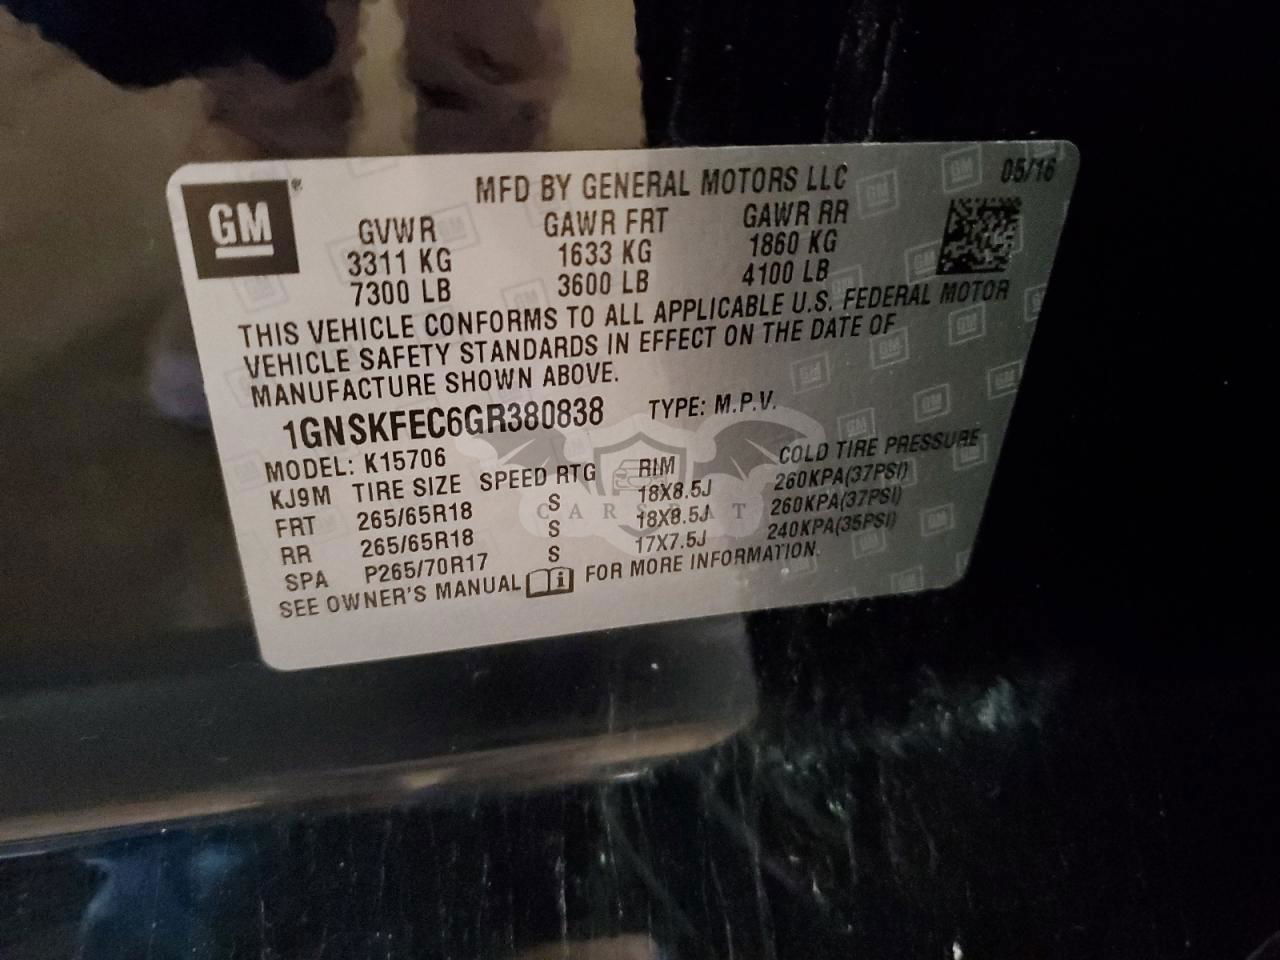 GM
MFD BY GENERAL MOTORS LLC 05/16
GVWR GAWR FRT GAWR RR
3311 KG 1633 KG 1860 KG
7300 LB 3600 LB 4100 LB
THIS VEHICLE CONFORMS TO ALL APPLICABLE U.S. FEDERAL MOTOR
VEHICLE SAFETY STANDARDS IN EFFECT ON THE DATE OF
MANUFACTURE SHOWN ABOVE.
1GNSKFEC6GR380838 TYPE: M.P.V.
MODEL: K15706
KJ9M TIRE SIZE SPEED RTG RIM COLD TIRE PRESSURE
FRT 265/65R18 S 18X8.5J 260KPA(37PSI)
RR 265/65R18 S 18X8.5J 260KPA(37PSI)
SPA P265/70R17 S 17X7.5J 240KPA(35PSI)
SEE OWNER'S MANUAL i FOR MORE INFORMATION.
CARSBAT